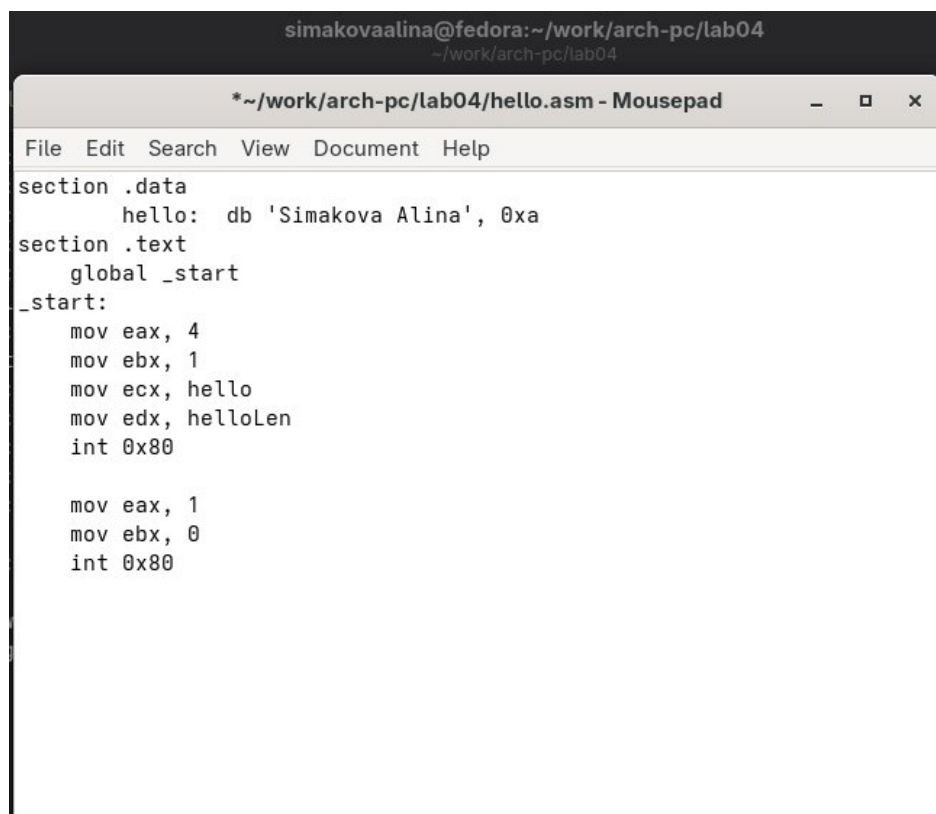 simakovaalina@fedora:~/work/arch-pc/lab04
~/work/arch-pc/lab04
*~/work/arch-pc/lab04/hello.asm - Mousepad
File Edit Search View Document Help
section .data
        hello:  db 'Simakova Alina', 0xa
section .text
    global _start
_start:
    mov eax, 4
    mov ebx, 1
    mov ecx, hello
    mov edx, helloLen
    int 0x80

    mov eax, 1
    mov ebx, 0
    int 0x80